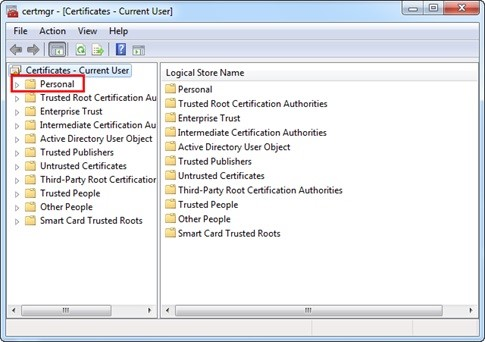 certmgr - [Certificates - Current User]
File Action View Help
Certificates - Current User
Personal
Trusted Root Certification Au
Enterprise Trust
Intermediate Certification Au
Active Directory User Object
Trusted Publishers
Untrusted Certificates
Third-Party Root Certification
Trusted People
Other People
Smart Card Trusted Roots
Logical Store Name
Personal
Trusted Root Certification Authorities
Enterprise Trust
Intermediate Certification Authorities
Active Directory User Object
Trusted Publishers
Untrusted Certificates
Third-Party Root Certification Authorities
Trusted People
Other People
Smart Card Trusted Roots